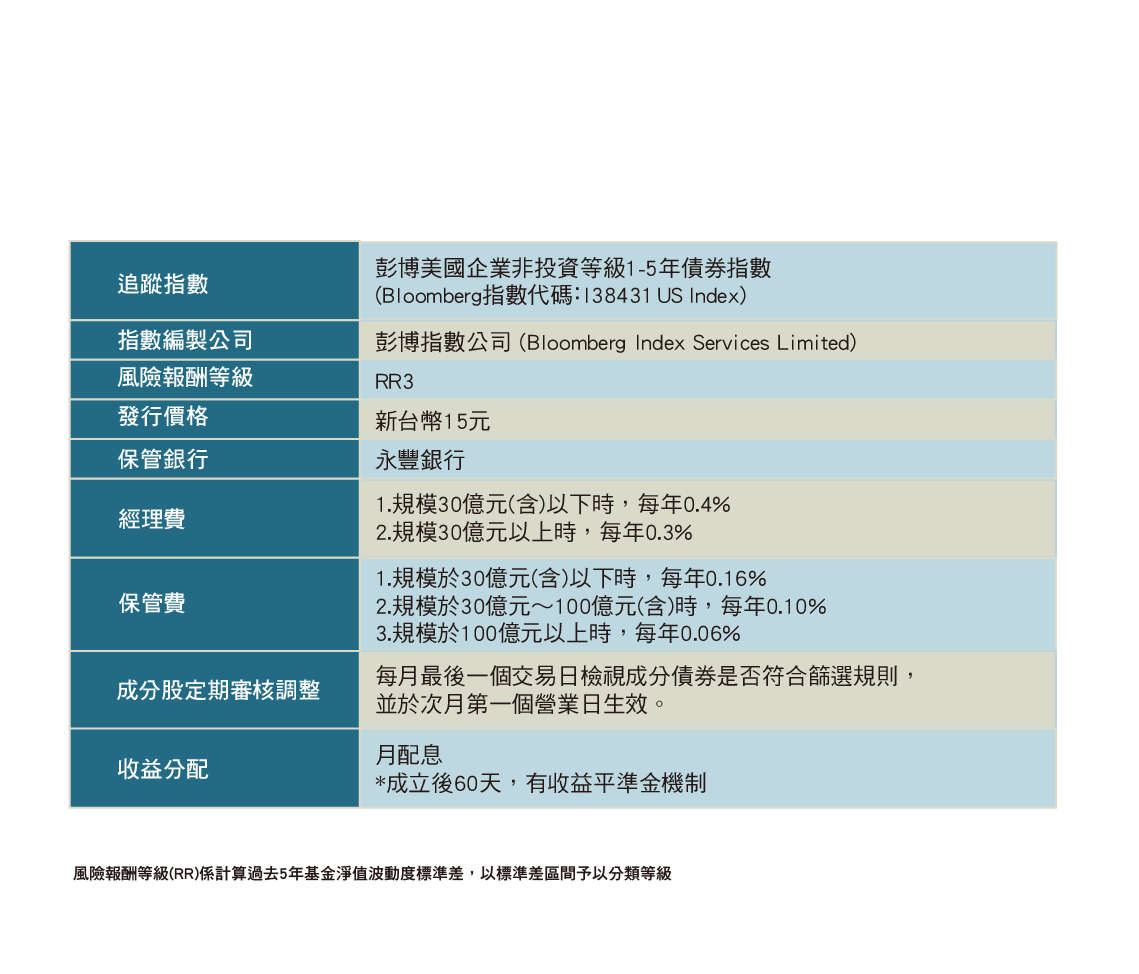 追蹤指數
彭博美國企業非投資等級1-5年債券指數
(Bloomberg指數代碼:I38431 US Index)
指數編製公司
彭博指數公司 (Bloomberg Index Services Limited)
風險報酬等級
RR3
發行價格
新台幣15元
保管銀行
永豐銀行
經理費
1.規模30億元(含)以下時，每年0.4%
2.規模30億元以上時，每年0.3%
保管費
1.規模於30億元(含)以下時，每年0.16%
2.規模於30億元～100億元(含)時，每年0.10%
3.規模於100億元以上時，每年0.06%
成分股定期審核調整
每月最後一個交易日檢視成分債券是否符合篩選規則，
並於次月第一個營業日生效。
收益分配
月配息
*成立後60天，有收益平準金機制
風險報酬等級(RR)係計算過去5年基金淨值波動度標準差，以標準差區間予以分類等級